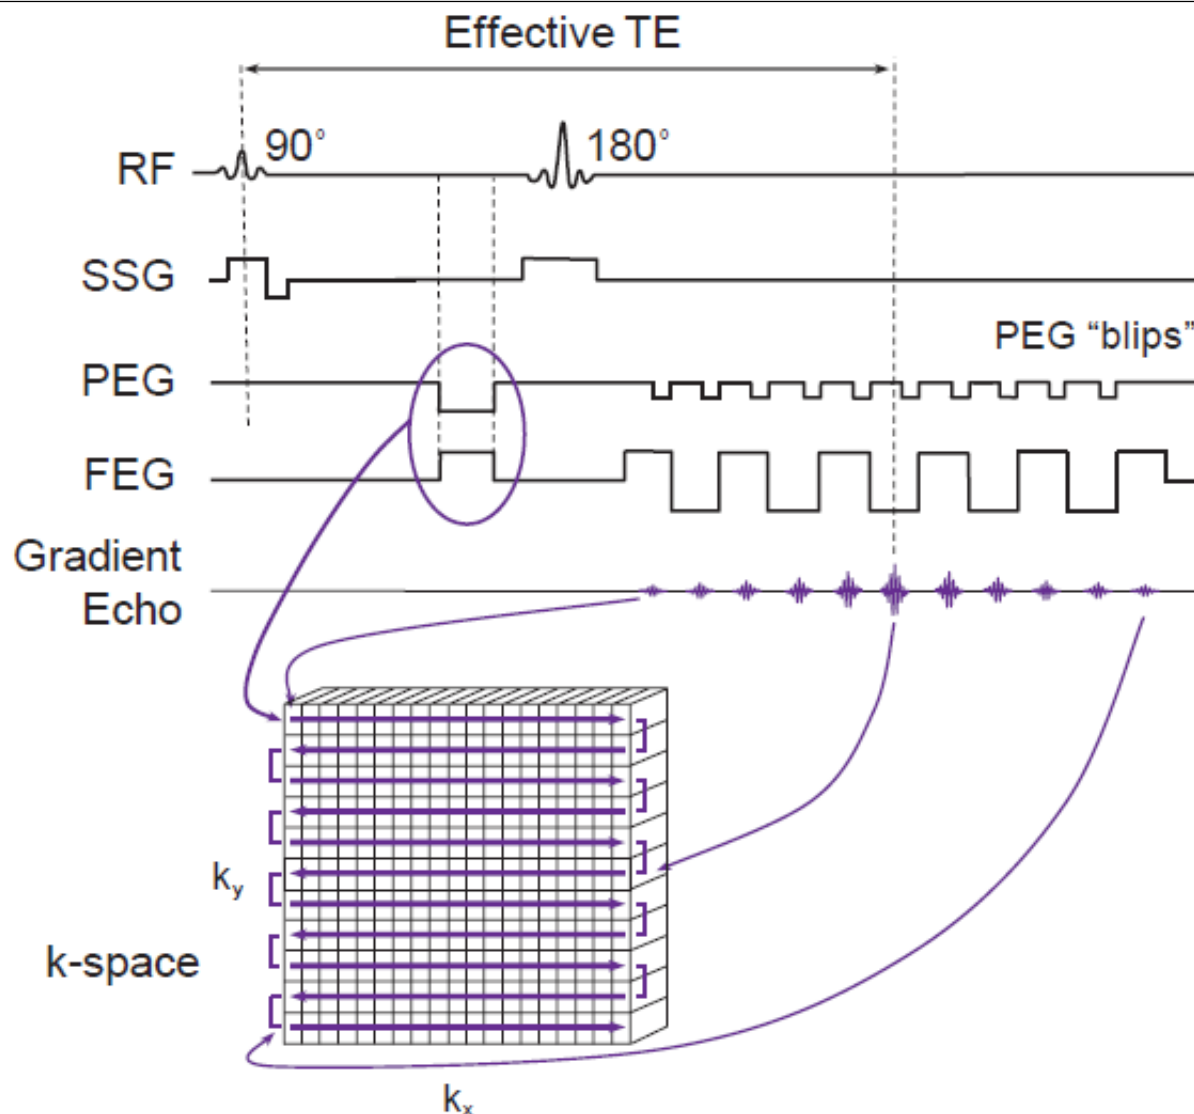 Effective TE
RF 90° 180°
SSG
PEG “blips”
PEG
FEG
Gradient
Echo
ky
k-space
kx